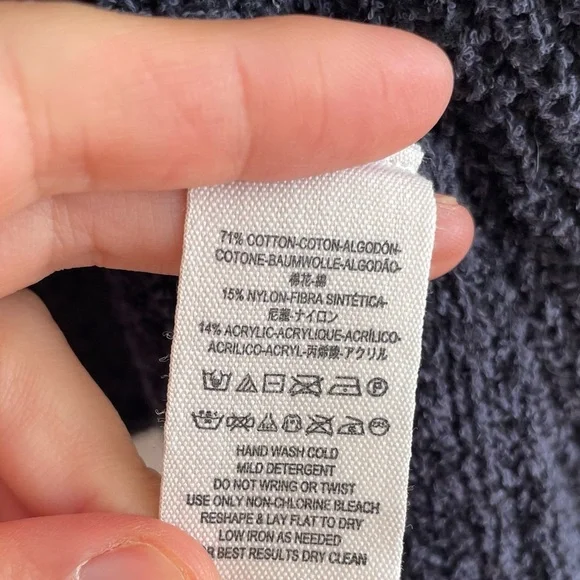 71% COTTON-COTON-ALGODÓN-
COTONE-BAUMWOLLE-ALGODÃO-
棉花-綿
15% NYLON-FIBRA SINTÉTICA-
尼龍-ナイロン
14% ACRYLIC-ACRYLIQUE-ACRÍLICO-
ACRILICO-ACRYL-丙烯酸-アクリル
HAND WASH COLD
MILD DETERGENT
DO NOT WRING OR TWIST
USE ONLY NON-CHLORINE BLEACH
RESHAPE & LAY FLAT TO DRY
LOW IRON AS NEEDED
BEST RESULTS DRY CLEAN